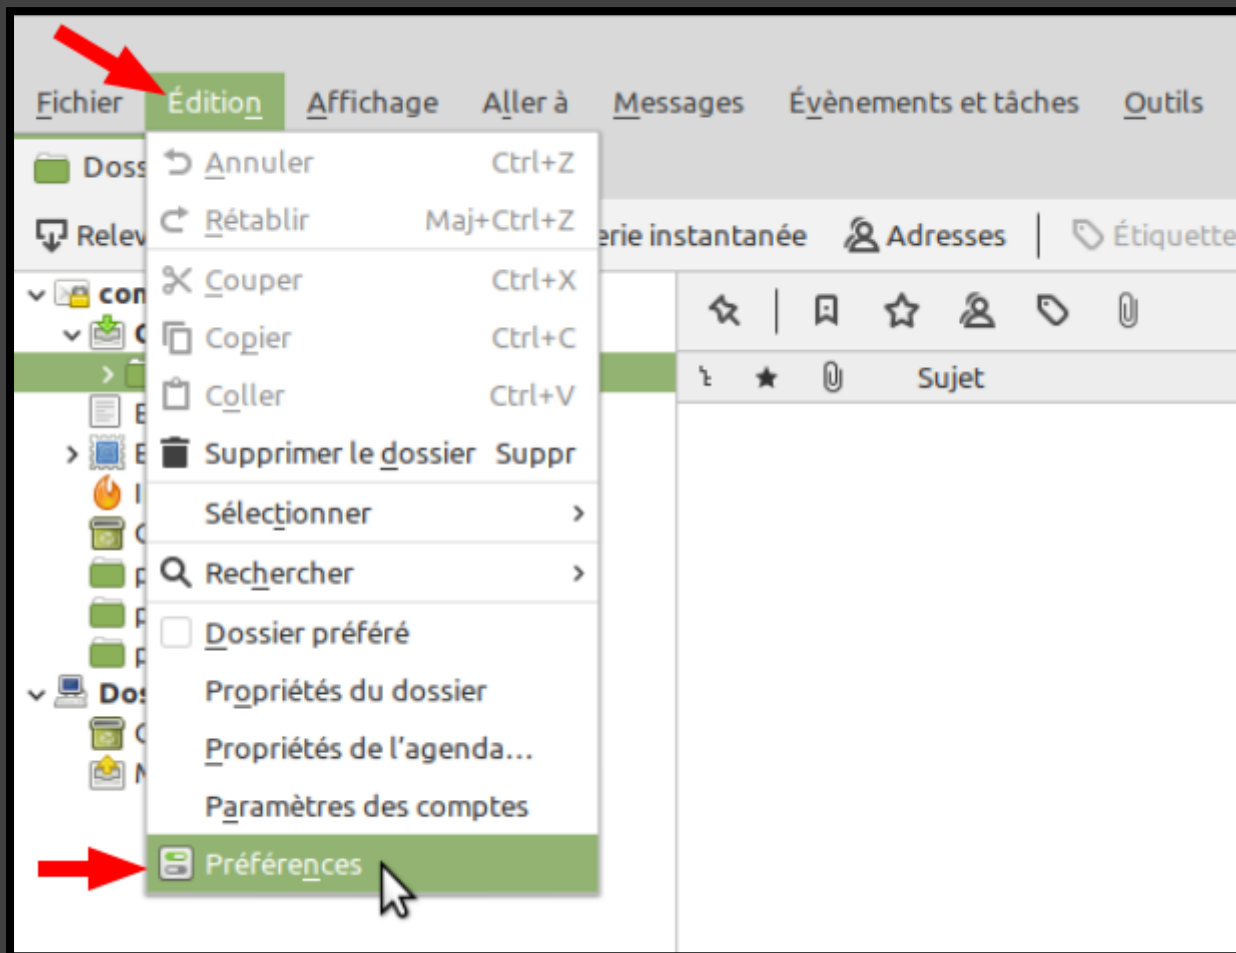 Fichier Édition Affichage Aller à Messages Évènements et tâches Outils
Annuler Ctrl+Z
Rétablir Maj+Ctrl+Z
instantanée Adresses
Couper Ctrl+X
Copier Ctrl+C
Sujet
Coller Ctrl+V
Supprimer le dossier Suppr
Sélectionner
Rechercher
Dossier préféré
Propriétés du dossier
Propriétés de l'agenda...
Paramètres des comptes
Préférences